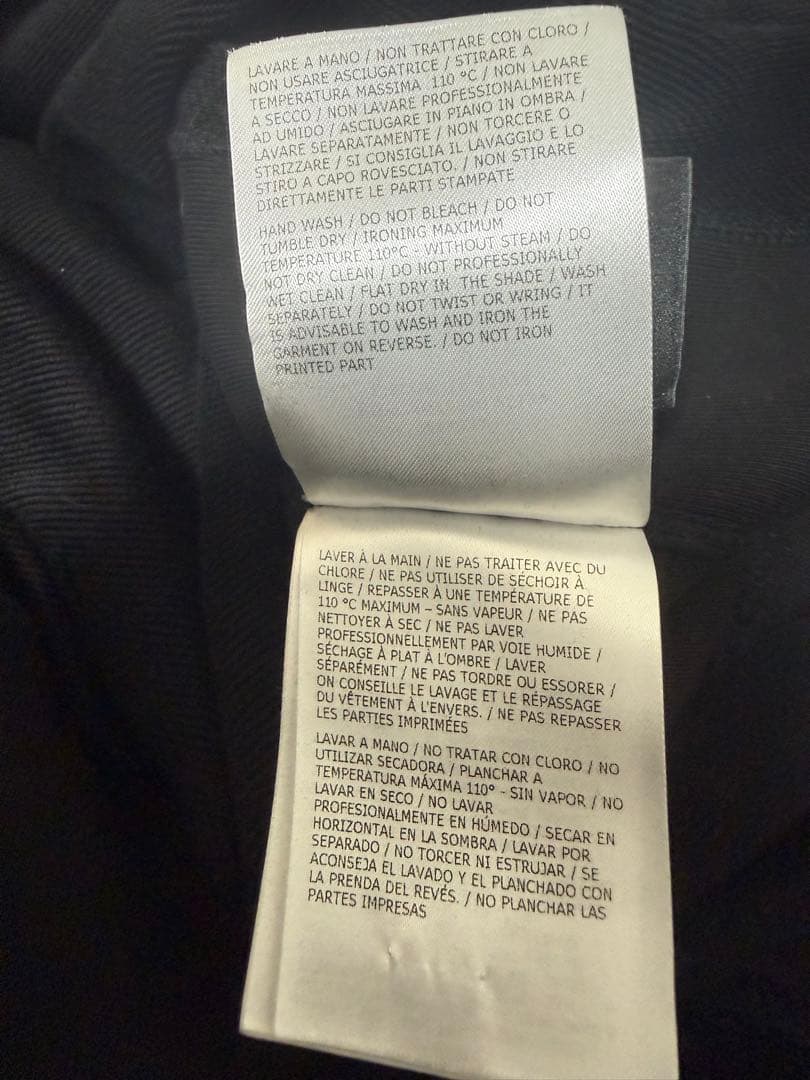 LAVARE A MANO / NON TRATTARE CON CLORO /
NON USARE ASCIUGATRICE / STIRARE A
TEMPERATURA MASSIMA 110 °C / NON LAVARE
A SECCO / NON LAVARE PROFESSIONALMENTE
AD UMIDO / ASCIUGARE IN PIANO IN OMBRA /
LAVARE SEPARATAMENTE / NON TORCERE O
STRIZZARE / SI CONSIGLIA IL LAVAGGIO E LO
STIRO A CAPO ROVESCIATO. / NON STIRARE
DIRETTAMENTE LE PARTI STAMPATE
HAND WASH / DO NOT BLEACH / DO NOT
TUMBLE DRY / IRONING MAXIMUM
TEMPERATURE 110°C - WITHOUT STEAM / DO
NOT DRY CLEAN / DO NOT PROFESSIONALLY
WET CLEAN / FLAT DRY IN THE SHADE / WASH
SEPARATELY / DO NOT TWIST OR WRING / IT
IS ADVISABLE TO WASH AND IRON THE
GARMENT ON REVERSE. / DO NOT IRON
PRINTED PART
LAVER À LA MAIN / NE PAS TRAITER AVEC DU
CHLORE / NE PAS UTILISER DE SÉCHOIR À
LINGE / REPASSER À UNE TEMPÉRATURE DE
110 °C MAXIMUM – SANS VAPEUR / NE PAS
NETTOYER À SEC / NE PAS LAVER
PROFESSIONNELLEMENT PAR VOIE HUMIDE /
SÉCHAGE À PLAT À L'OMBRE / LAVER
SÉPARÉMENT / NE PAS TORDRE OU ESSORER /
ON CONSEILLE LE LAVAGE ET LE RÉPASSAGE
DU VÊTEMENT À L'ENVERS. / NE PAS REPASSER
LES PARTIES IMPRIMÉES
LAVAR A MANO / NO TRATAR CON CLORO / NO
UTILIZAR SECADORA / PLANCHAR A
TEMPERATURA MÁXIMA 110° - SIN VAPOR / NO
LAVAR EN SECO / NO LAVAR
PROFESIONALMENTE EN HÚMEDO / SECAR EN
HORIZONTAL EN LA SOMBRA / LAVAR POR
SEPARADO / NO TORCER NI ESTRUJAR / SE
ACONSEJA EL LAVADO Y EL PLANCHADO CON
LA PRENDA DEL REVÉS. / NO PLANCHAR LAS
PARTES IMPRESAS